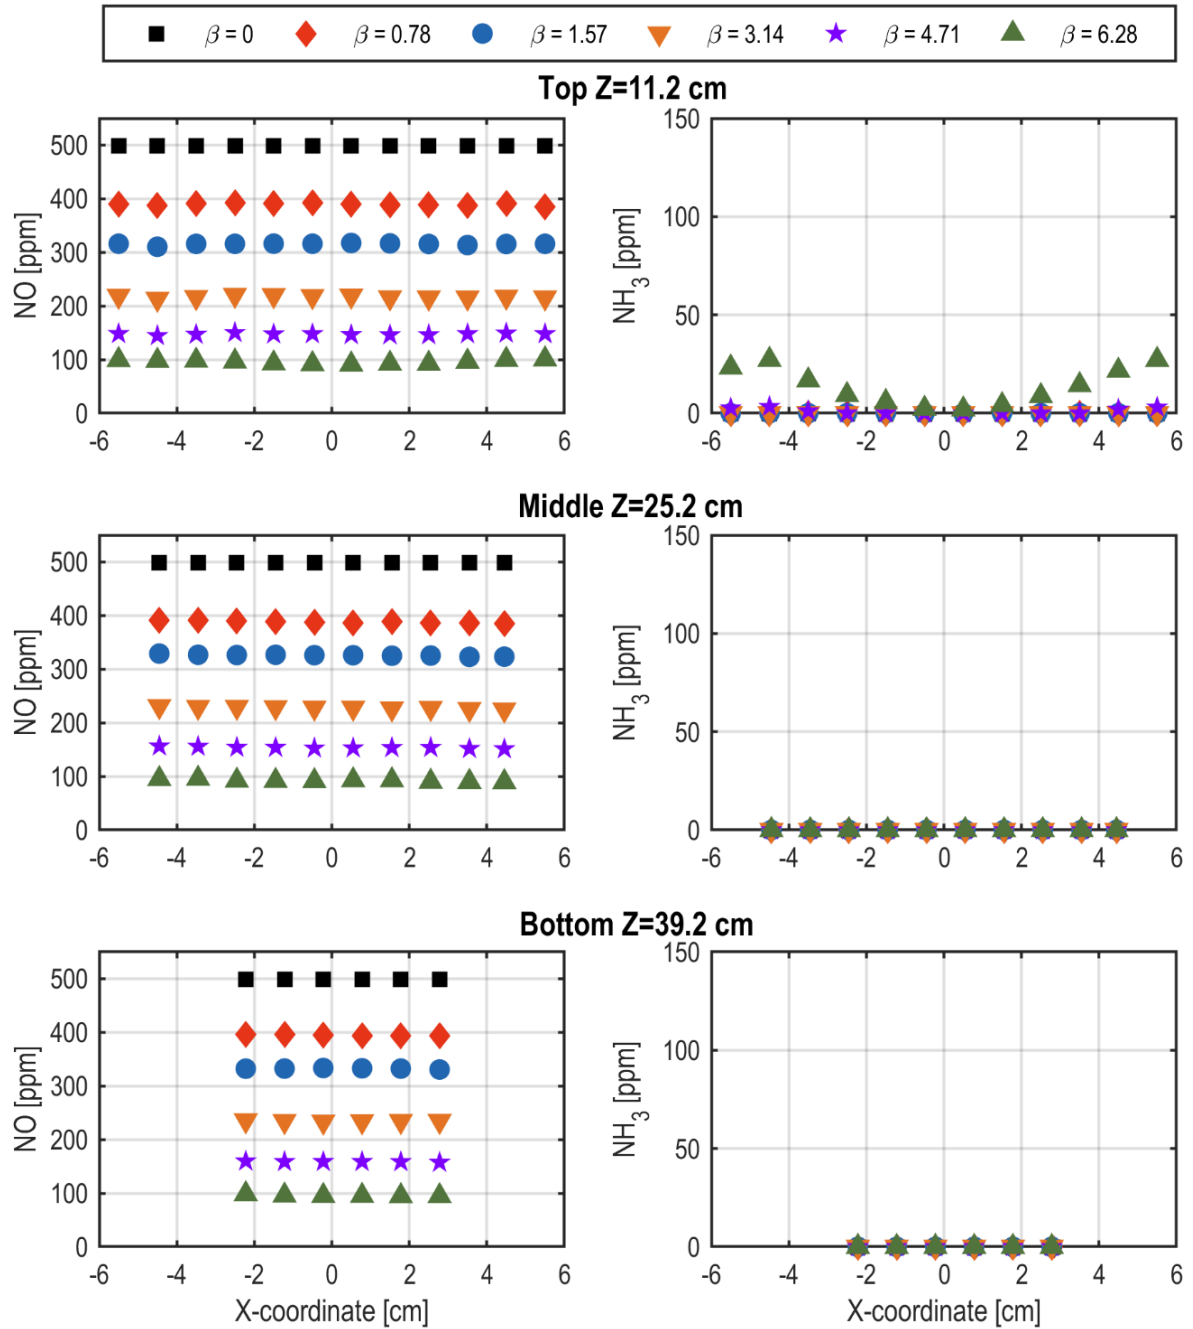 β = 0 β = 0.78 β = 1.57 β = 3.14 β = 4.71 β = 6.28
Top Z=11.2 cm
NO [ppm]
500
400
300
200
100
0
-6 -4 -2 0 2 4 6
NH3 [ppm]
150
100
50
0
-6 -4 -2 0 2 4 6
Middle Z=25.2 cm
NO [ppm]
500
400
300
200
100
0
-6 -4 -2 0 2 4 6
NH3 [ppm]
150
100
50
0
-6 -4 -2 0 2 4 6
Bottom Z=39.2 cm
NO [ppm]
500
400
300
200
100
0
-6 -4 -2 0 2 4 6
X-coordinate [cm]
NH3 [ppm]
150
100
50
0
-6 -4 -2 0 2 4 6
X-coordinate [cm]